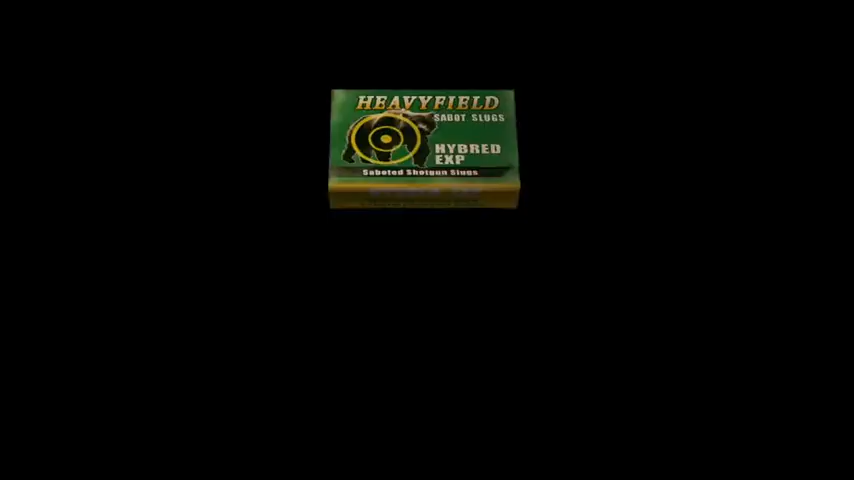 HEAVYFIELD
SABOT SLUGS
HYBRED
EXP
Saboted Shotgun Slugs